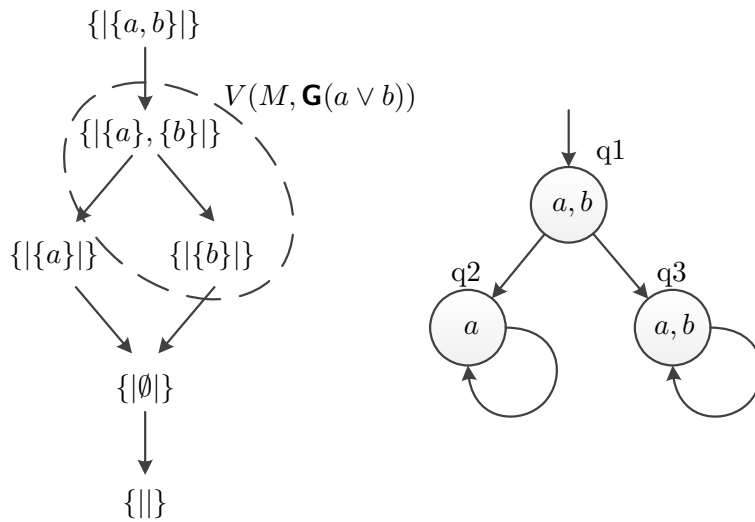 {|{a, b}|}
V(M, G(a ∨ b))
{|{a}, {b}|}
{|{a}|}
{|{b}|}
{|∅|}
{||}
q1
a, b
q2
q3
a
a, b